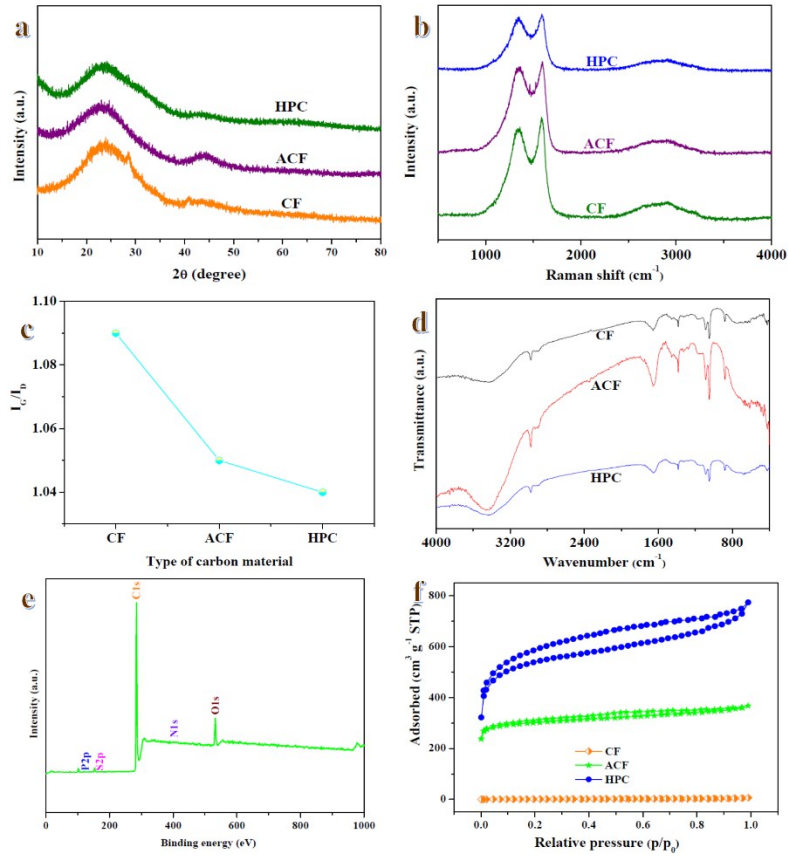 a
Intensity (a.u.)
HPC
ACF
CF
10 20 30 40 50 60 70 80
2θ (degree)
b
Intensity (a.u.)
HPC
ACF
CF
1000 2000 3000 4000
Raman shift (cm-1)
c
IG/ID
1.10
1.08
1.06
1.04
CF ACF HPC
Type of carbon material
d
Transmittance (a.u.)
CF
ACF
HPC
4000 3200 2400 1600 800
Wavenumber (cm-1)
e
Intensity (a.u.)
P2p
S2p
C1s
N1s
O1s
0 200 400 600 800 1000
Binding energy (eV)
f
Adsorbed (cm3 g-1 STP)
800
600
400
200
0
CF
ACF
HPC
0.0 0.2 0.4 0.6 0.8 1.0
Relative pressure (p/p0)